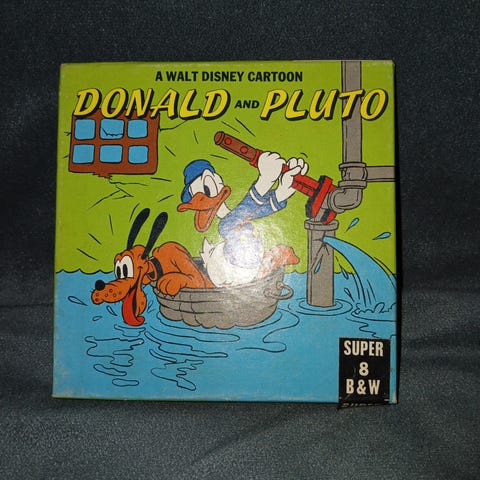 A WALT DISNEY CARTOON
DONALD AND PLUTO
SUPER
8
B & W